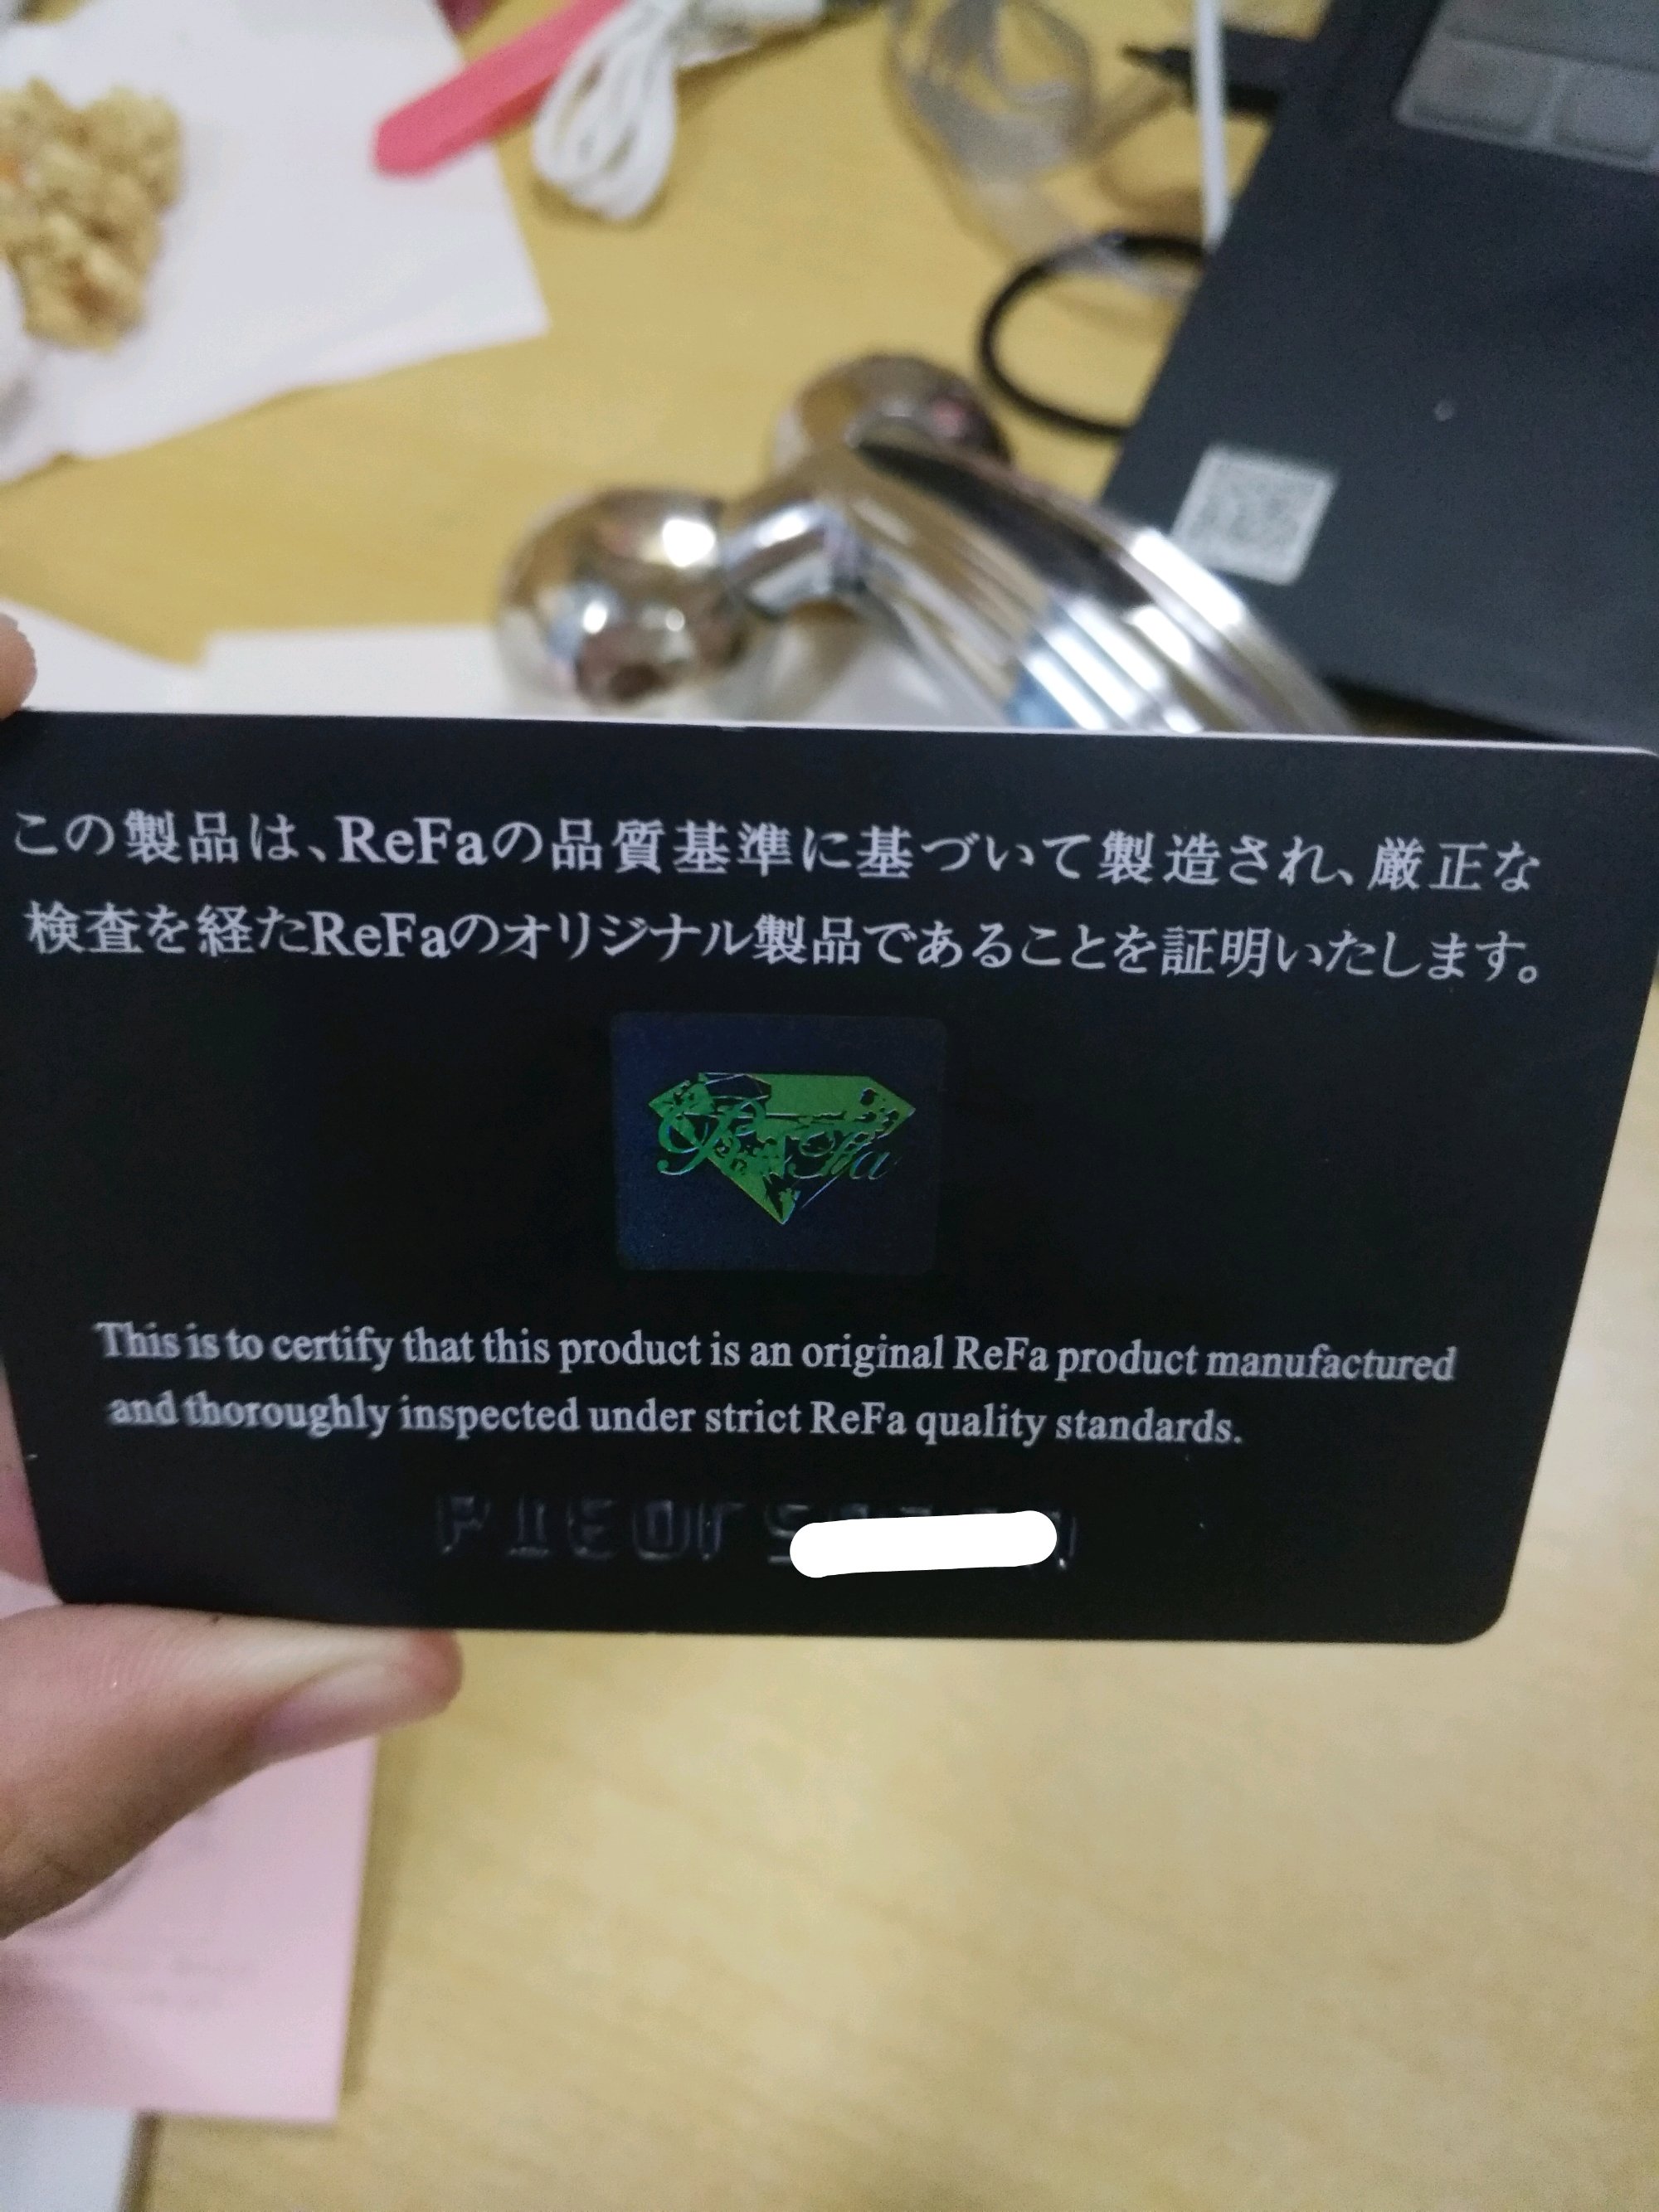 この製品は、ReFaの品質基準に基づいて製造され、厳正な
検査を経たReFaのオリジナル製品であることを証明いたします。
ReFa
This is to certify that this product is an original ReFa product manufactured
and thoroughly inspected under strict ReFa quality standards.